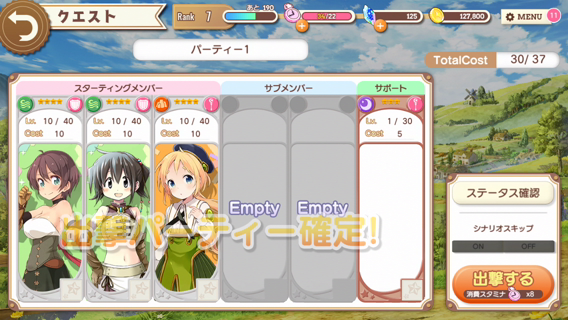 クエスト
Rank 7
あと 190
34/22
125
127,800
MENU 11
パーティー1
TotalCost 30/ 37
スターティングメンバー
サブメンバー
サポート
Lv. 10 / 40
Cost 10
Lv. 10 / 40
Cost 10
Lv. 10 / 40
Cost 10
Lv. 1 / 30
Cost 5
Empty
Empty
出撃パーティー確定!
ステータス確認
シナリオスキップ
ON OFF
出撃する
消費スタミナ x8